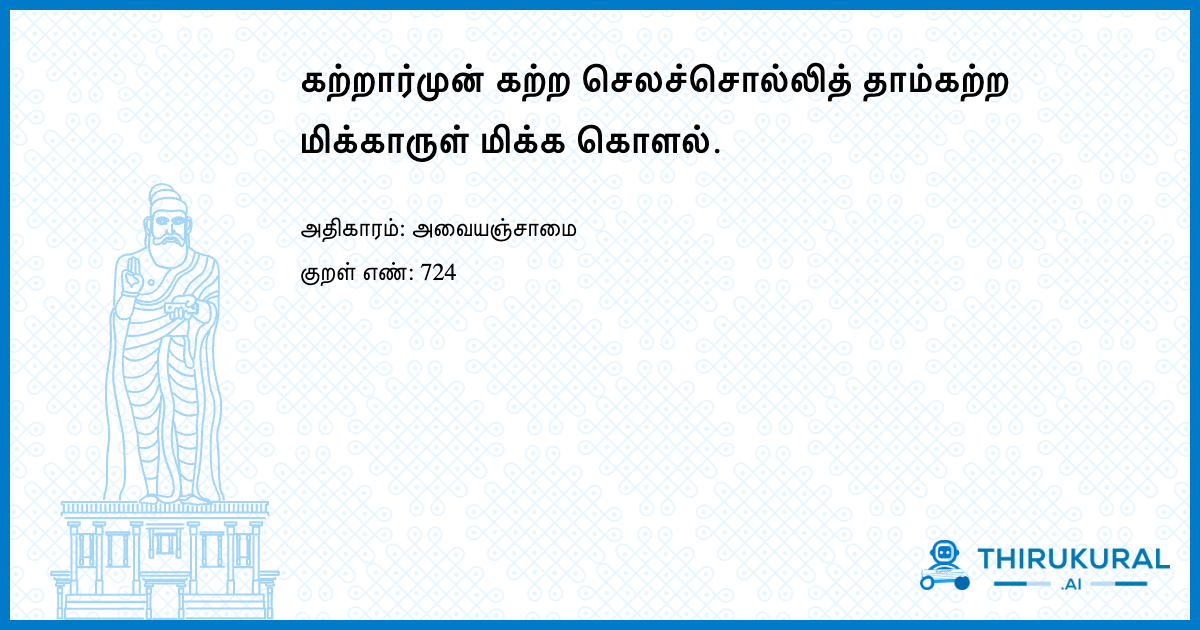 கற்றார்முன் கற்ற செலச்சொல்லித் தாம்கற்ற
மிக்காருள் மிக்க கொளல்.
அதிகாரம்: அவையஞ்சாமை
குறள் எண்: 724
THIRUKURAL
.AI